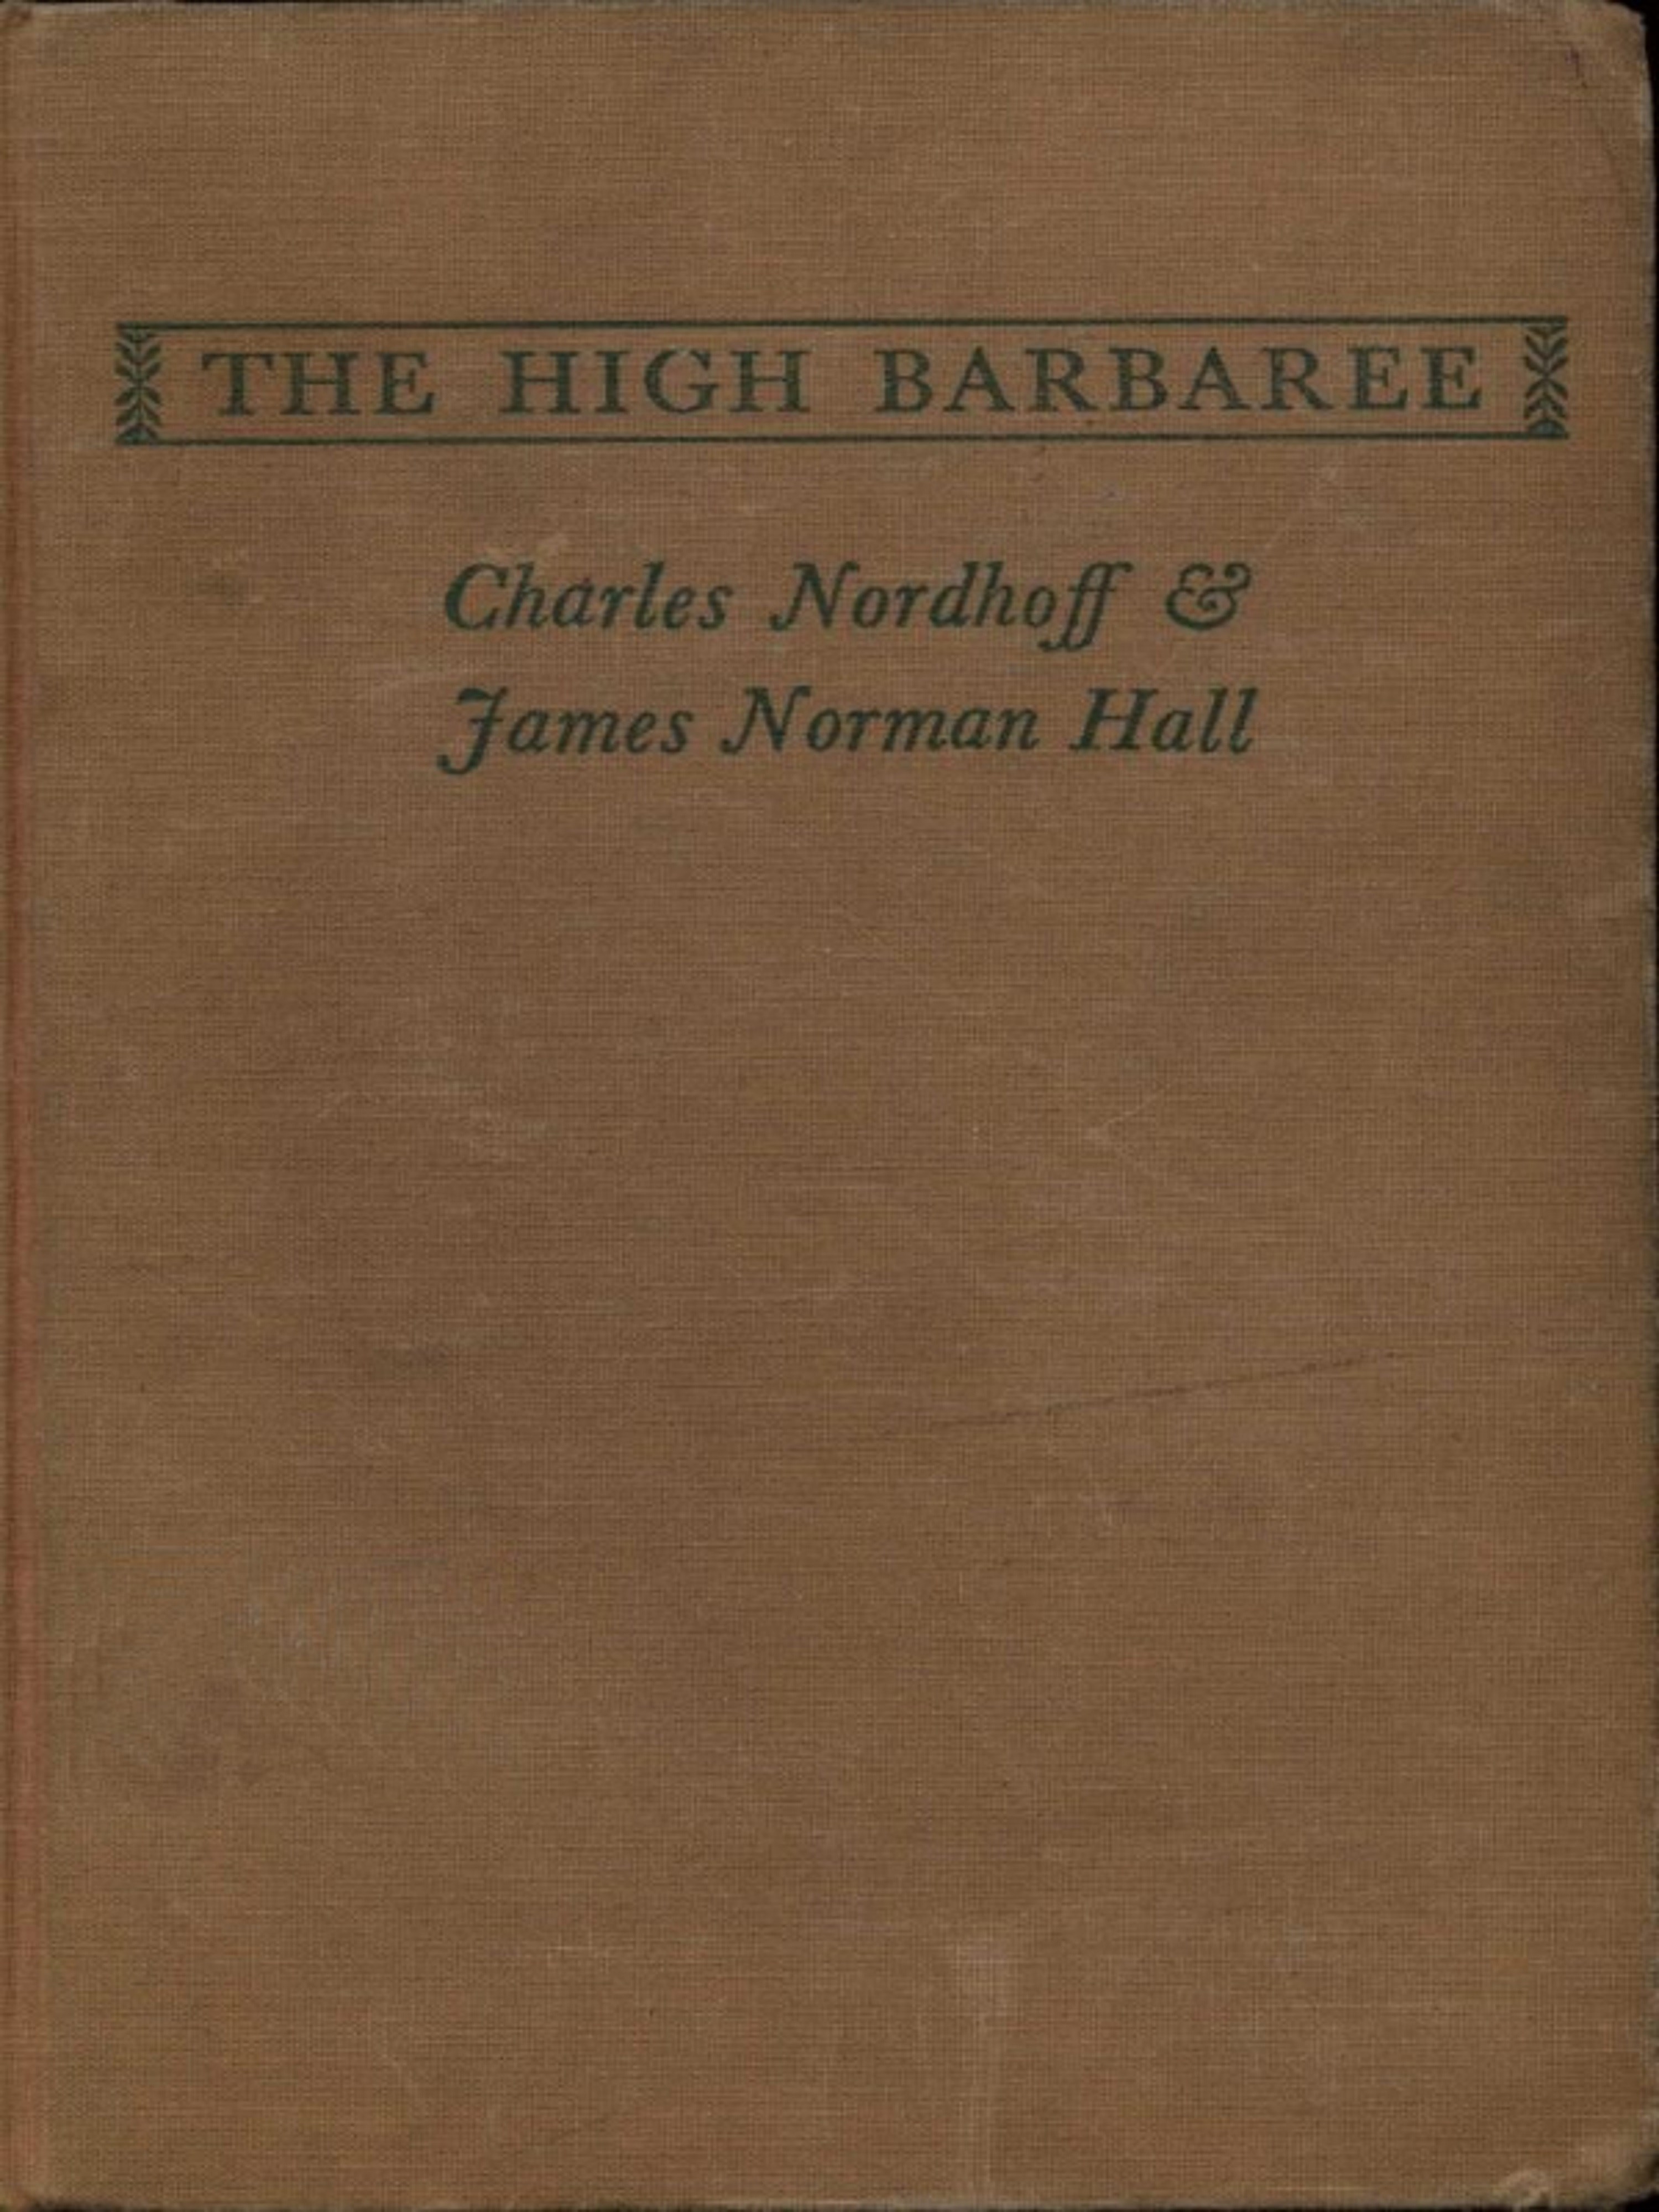 THE HIGH BARBAREE
Charles Nordhoff &
James Norman Hall